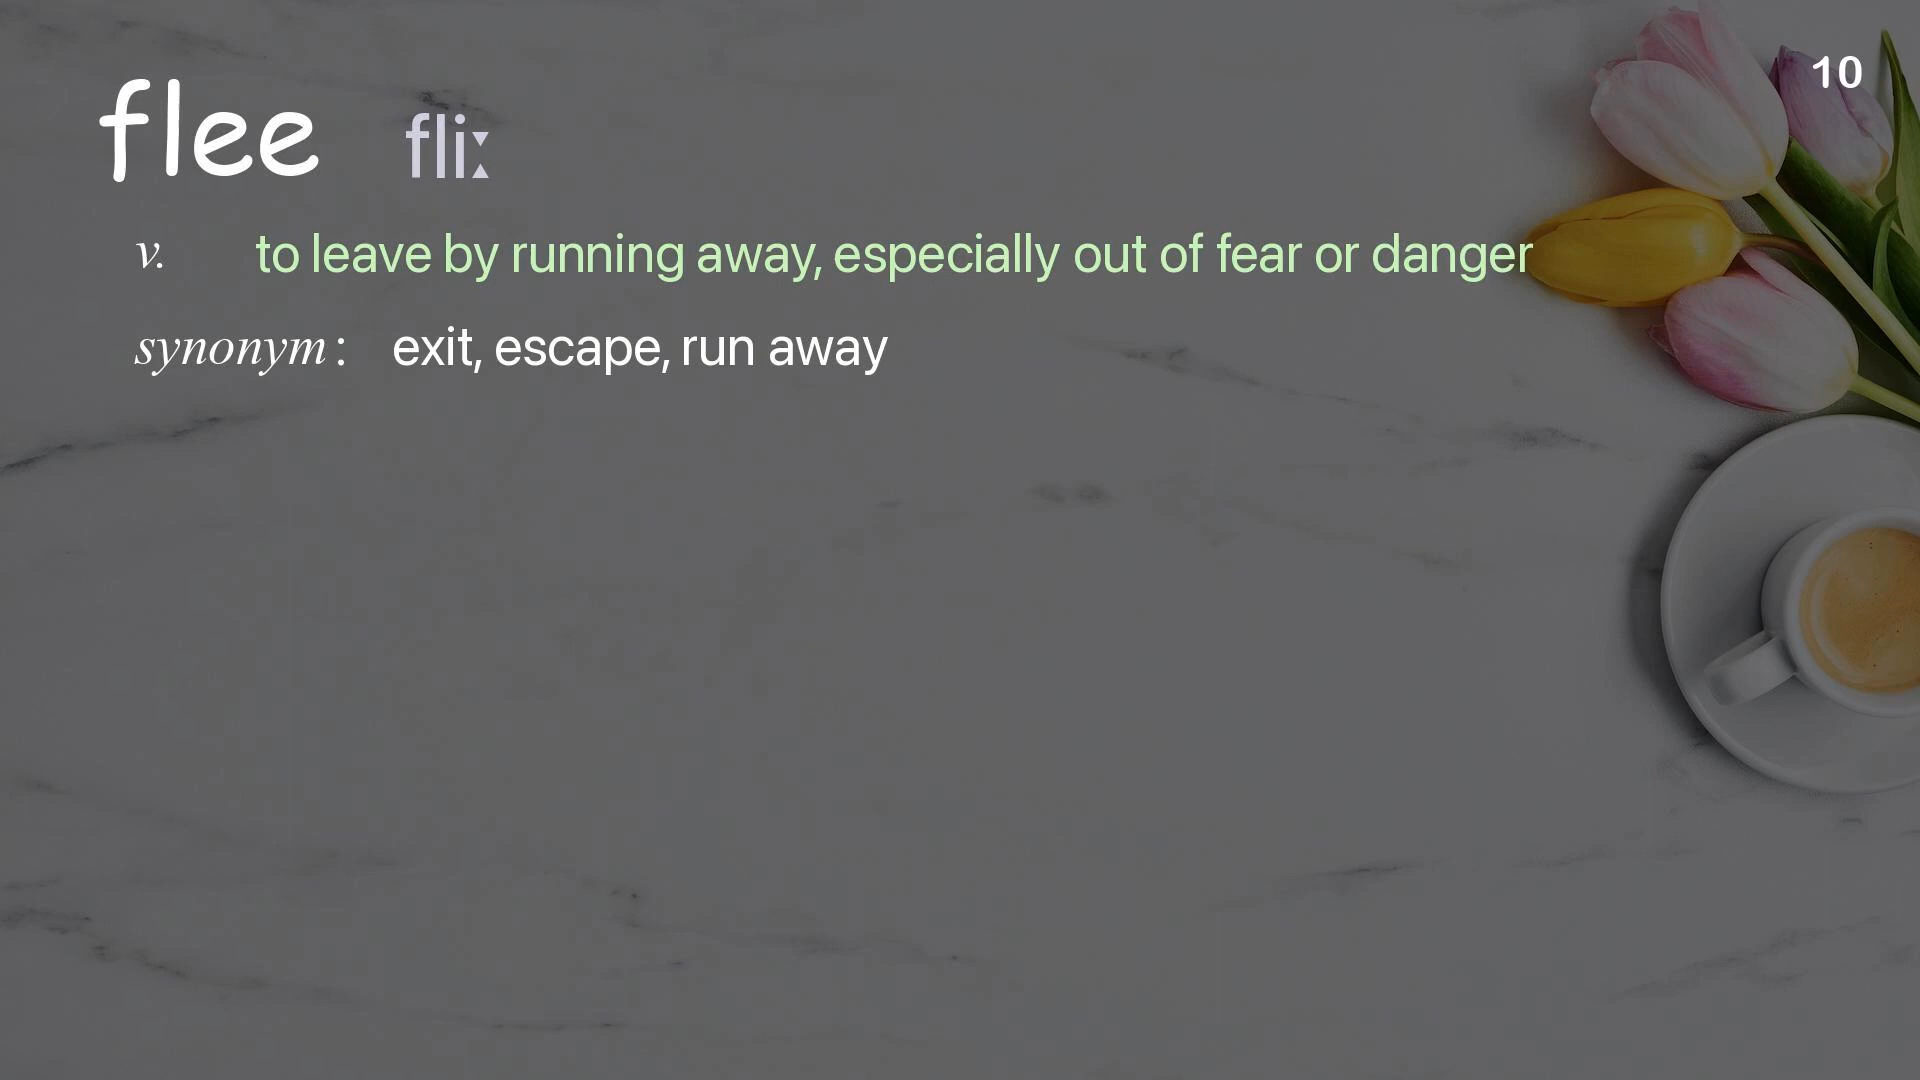 10
flee fliː
v. to leave by running away, especially out of fear or danger
synonym : exit, escape, run away